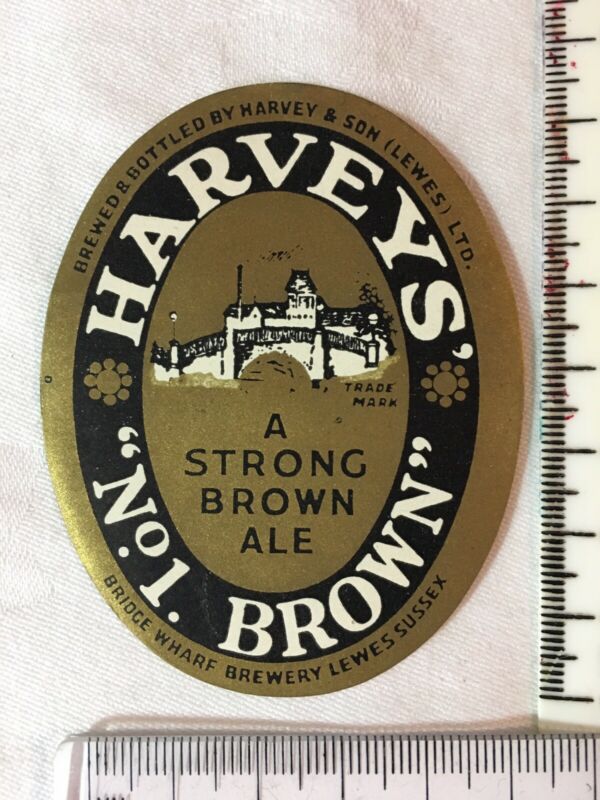 BREWED & BOTTLED BY HARVEY & SON (LEWES) LTD.
HARVEYS'
TRADE
MARK
A
STRONG
BROWN
ALE
"No. 1. BROWN"
BRIDGE WHARF BREWERY LEWES SUSSEX